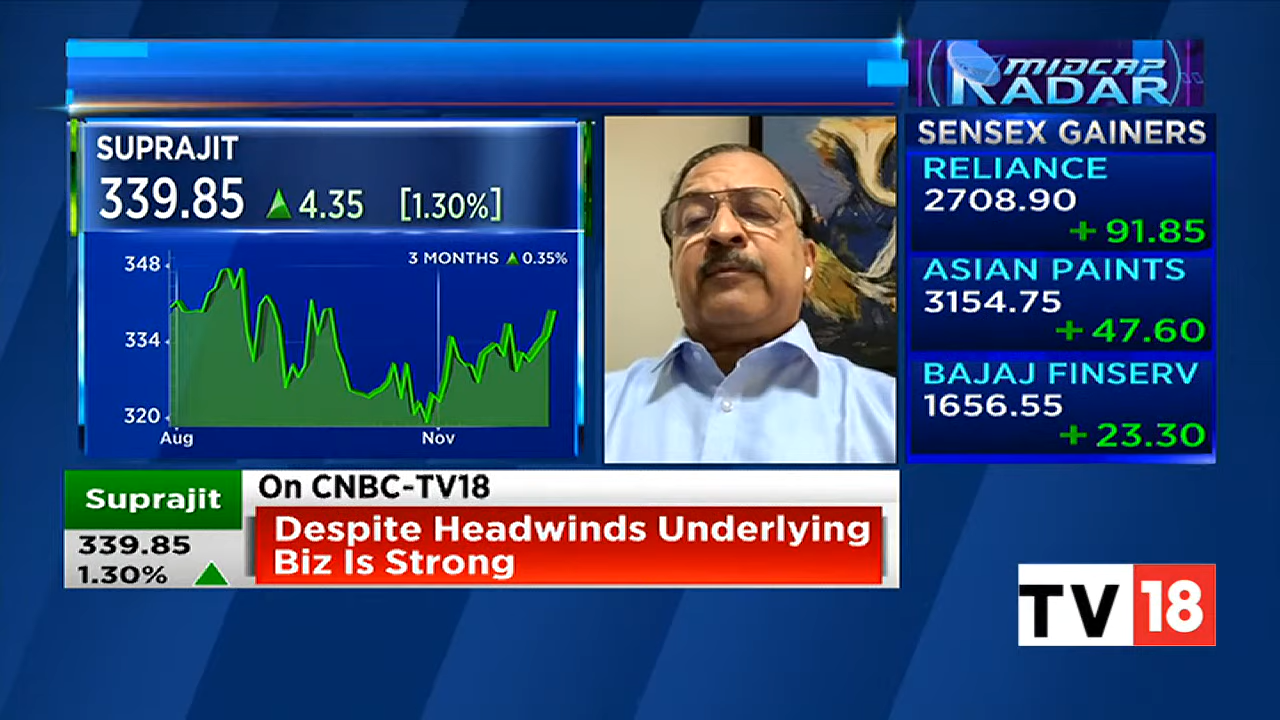 MIDCAP
RADAR
SUPRAJIT
339.85 ▲ 4.35 [1.30%]
3 MONTHS ▲ 0.35%
348
334
320
Aug
Nov
SENSEX GAINERS
RELIANCE
2708.90
+ 91.85
ASIAN PAINTS
3154.75
+ 47.60
BAJAJ FINSERV
1656.55
+ 23.30
Suprajit
339.85
1.30% ▲
On CNBC-TV18
Despite Headwinds Underlying
Biz Is Strong
TV18